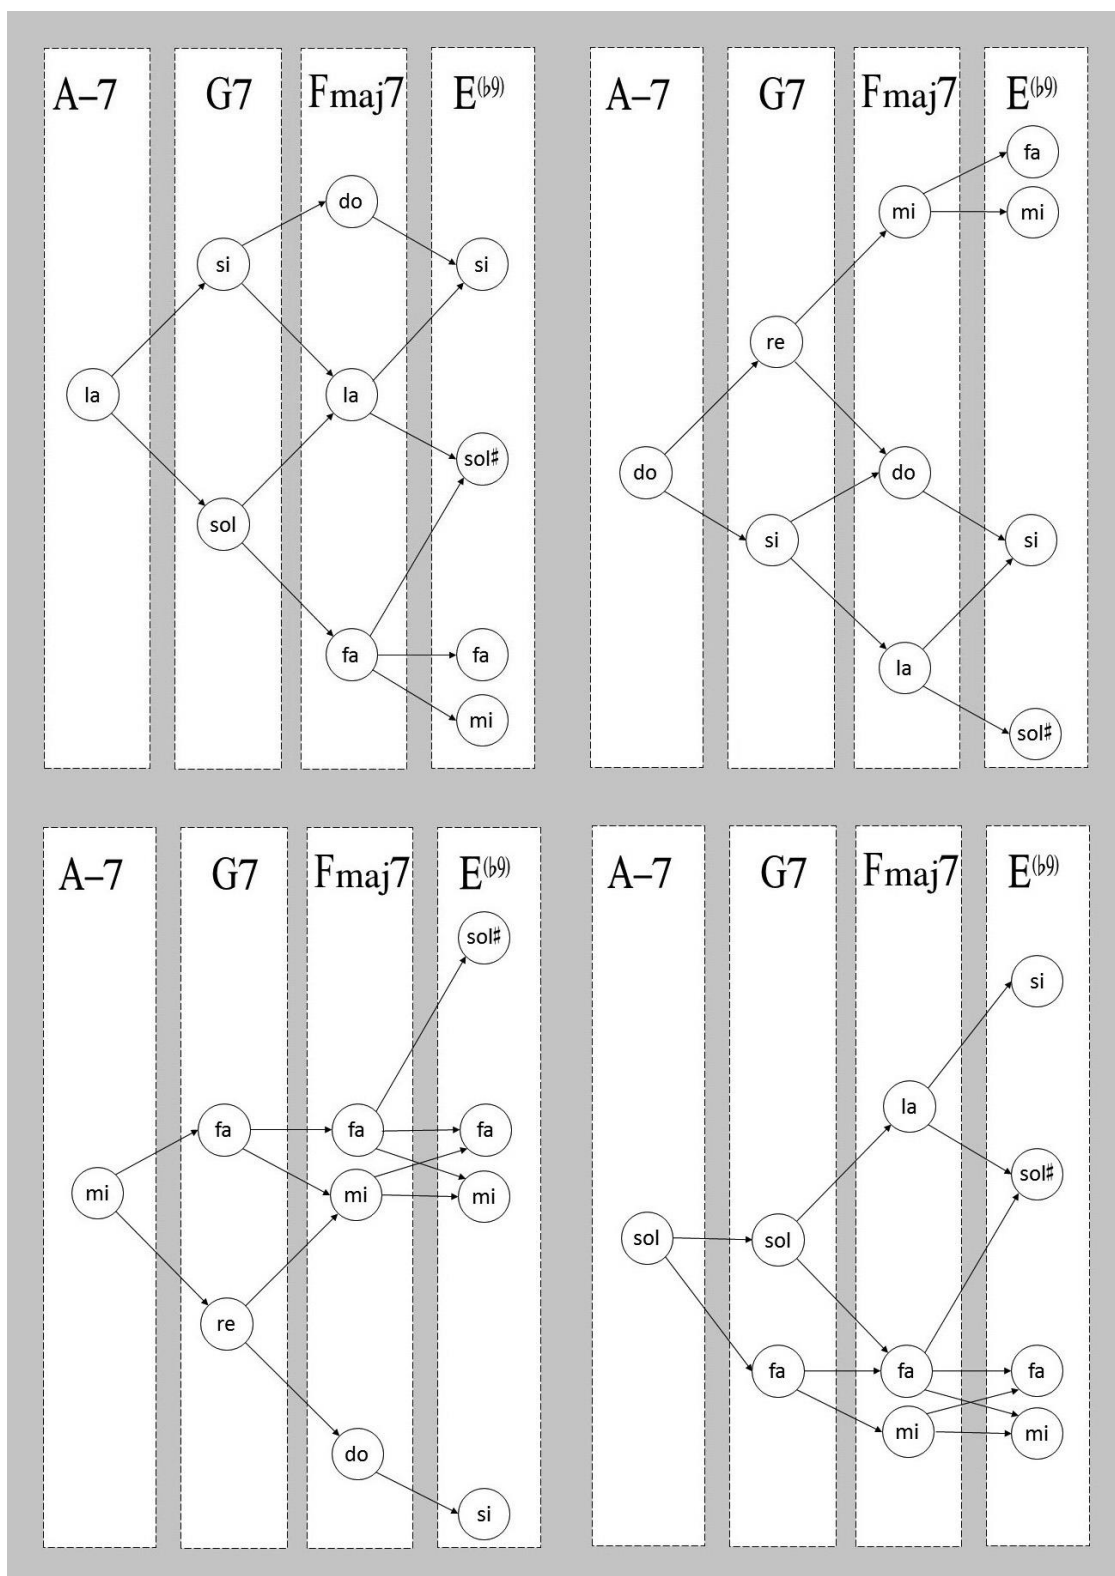 A–7 G7 Fmaj7 E(♭9)
do
si si
la la
sol♯
sol
fa fa
mi
A–7 G7 Fmaj7 E(♭9)
fa
mi mi
re
do do
si si
la
sol♯
A–7 G7 Fmaj7 E(♭9)
sol♯
fa fa fa
mi mi mi
re
do
si
A–7 G7 Fmaj7 E(♭9)
si
la
sol♯
sol sol
fa fa fa
mi mi